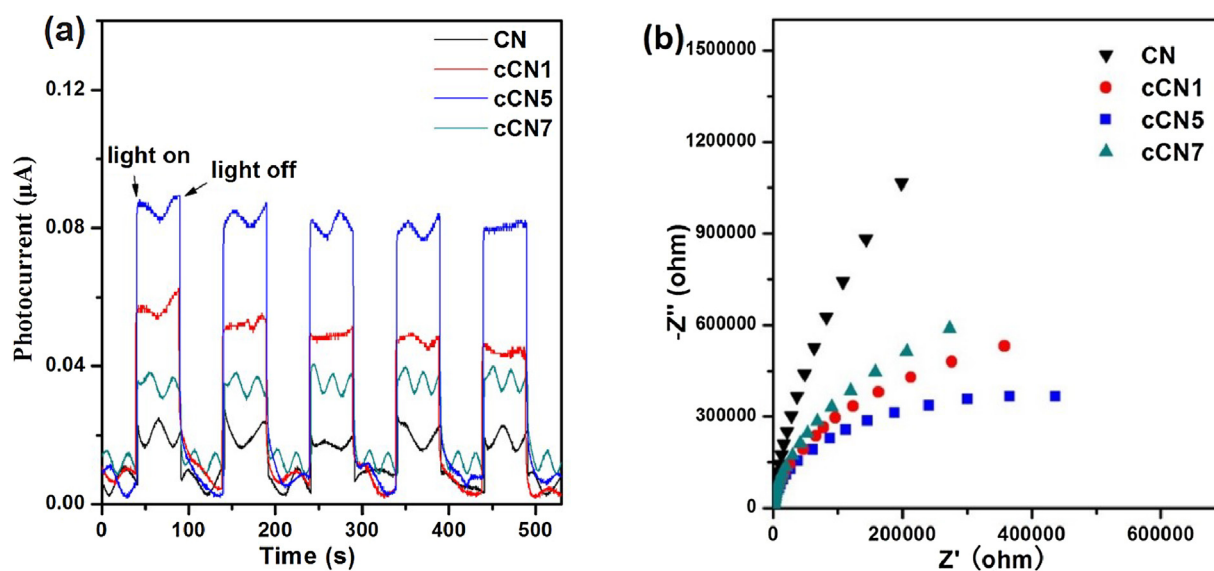 (a)
CN
cCN1
cCN5
cCN7
light on
light off
0.12
0.08
0.04
0.00
Photocurrent (μA)
0 100 200 300 400 500
Time (s)
(b)
CN
cCN1
cCN5
cCN7
1500000
1200000
900000
600000
300000
0
-Z'' (ohm)
0 200000 400000 600000
Z' (ohm)